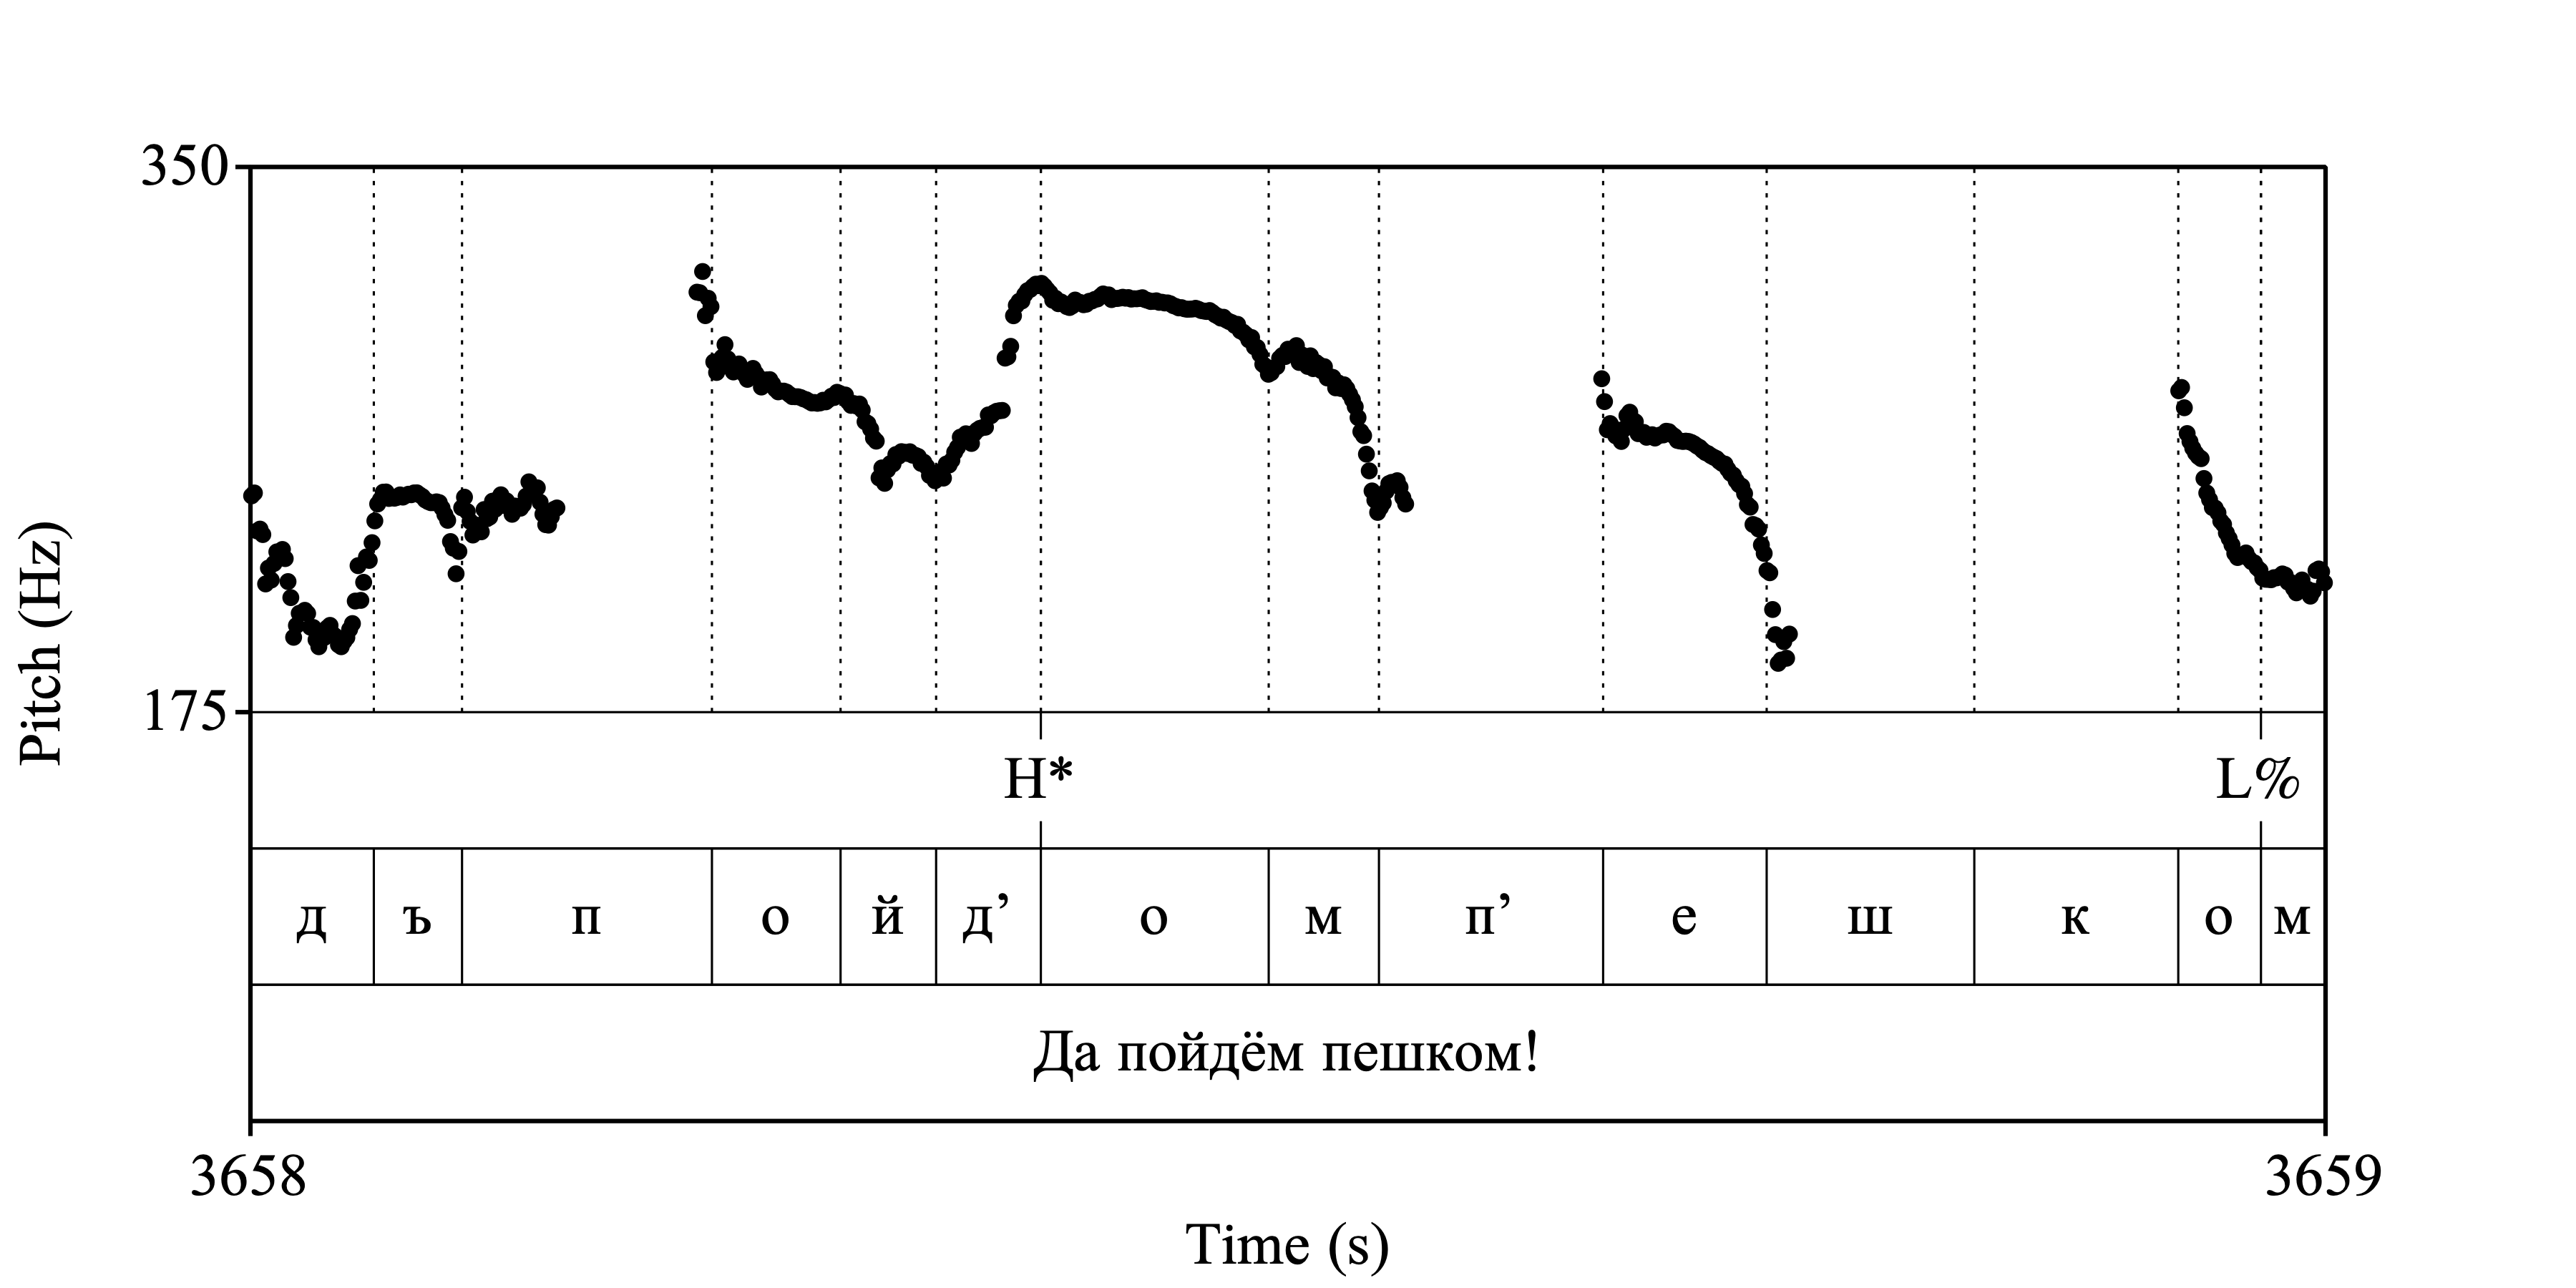 350
175
Pitch (Hz)
H* L%
д ъ п о й д’ о м п’ е ш к о м
Да пойдём пешком!
3658 3659
Time (s)